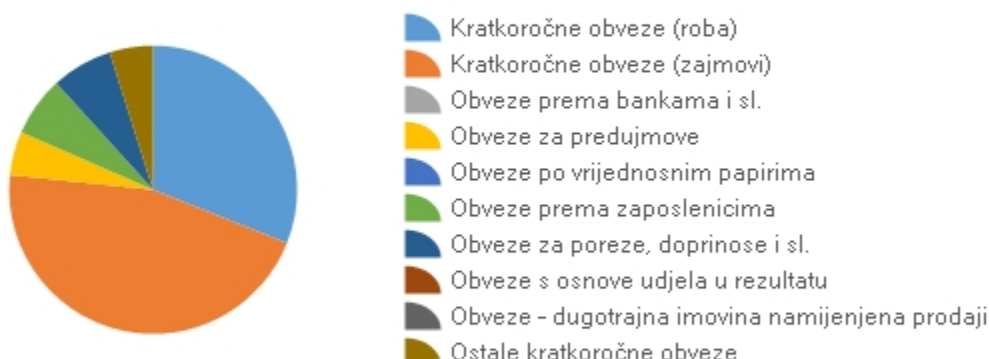 Kratkoročne obveze (roba)
Kratkoročne obveze (zajmovi)
Obveze prema bankama i sl.
Obveze za predujmove
Obveze po vrijednosnim papirima
Obveze prema zaposlenicima
Obveze za poreze, doprinose i sl.
Obveze s osnove udjela u rezultatu
Obveze - dugotrajna imovina namijenjena prodaji
Ostale kratkoročne obveze